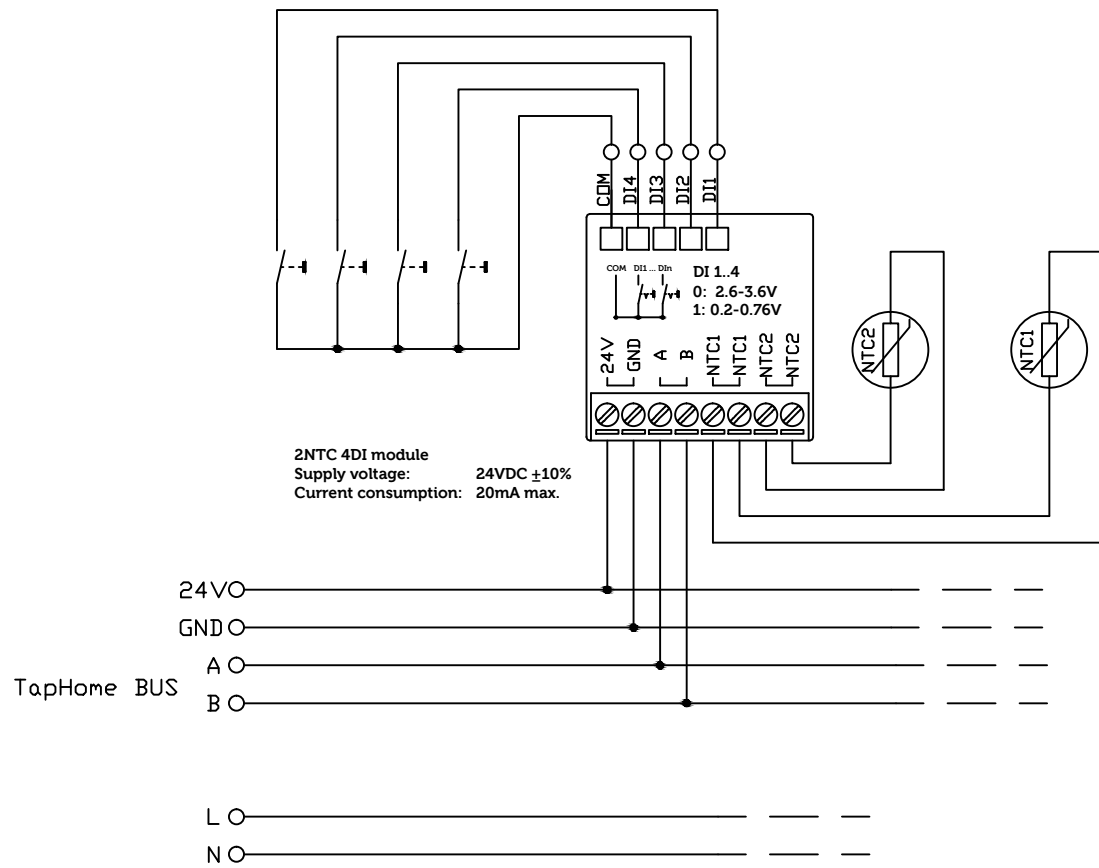 COM
DI4
DI3
DI2
DI1
COM DI1 ... DIn
DI 1..4
0: 2.6-3.6V
1: 0.2-0.76V
24V
GND
A
B
NTC1
NTC1
NTC2
NTC2
NTC2
NTC1
2NTC 4DI module
Supply voltage: 24VDC ±10%
Current consumption: 20mA max.
24V
GND
A
TapHome BUS
B
L
N